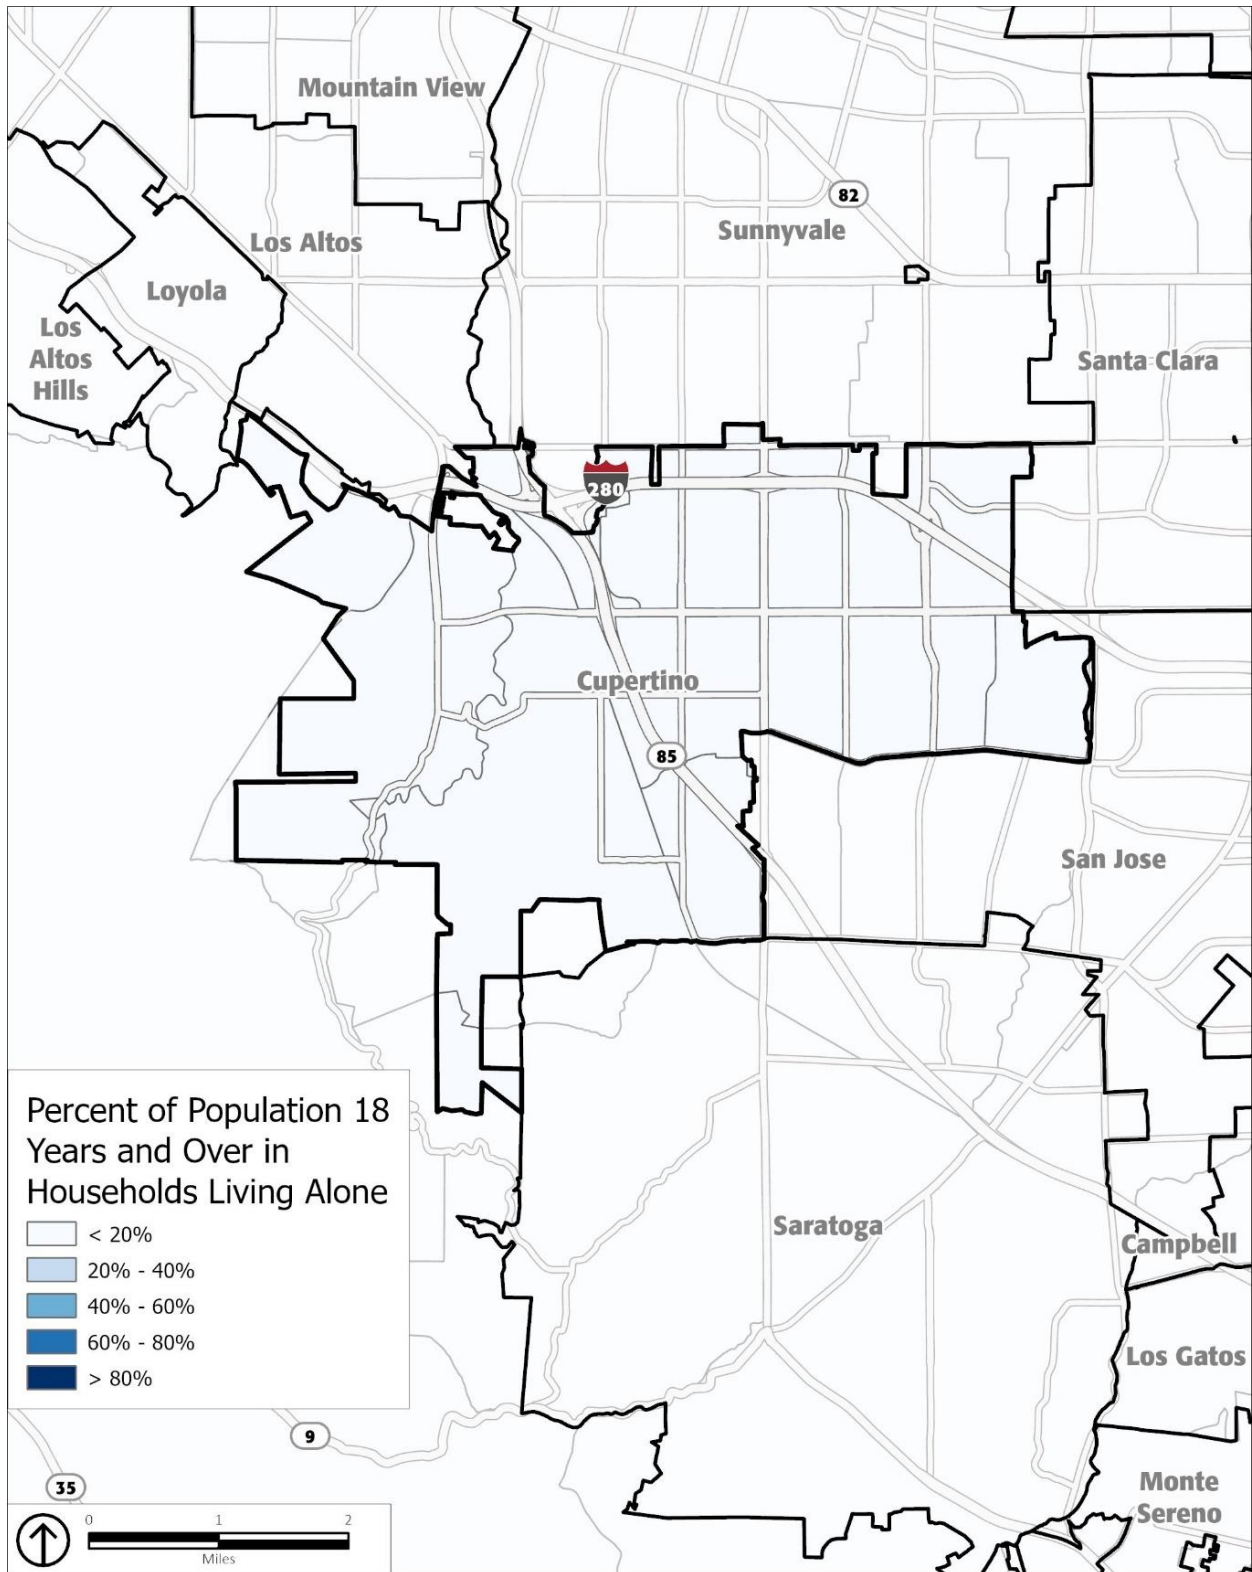 Mountain View
82
Sunnyvale
Los Altos
Loyola
Los
Altos
Hills
Santa Clara
280
Cupertino
85
San Jose
Percent of Population 18
Years and Over in
Households Living Alone
< 20%
20% - 40%
40% - 60%
60% - 80%
> 80%
Saratoga
Campbell
Los Gatos
9
35
Monte
Sereno
0 1 2
Miles